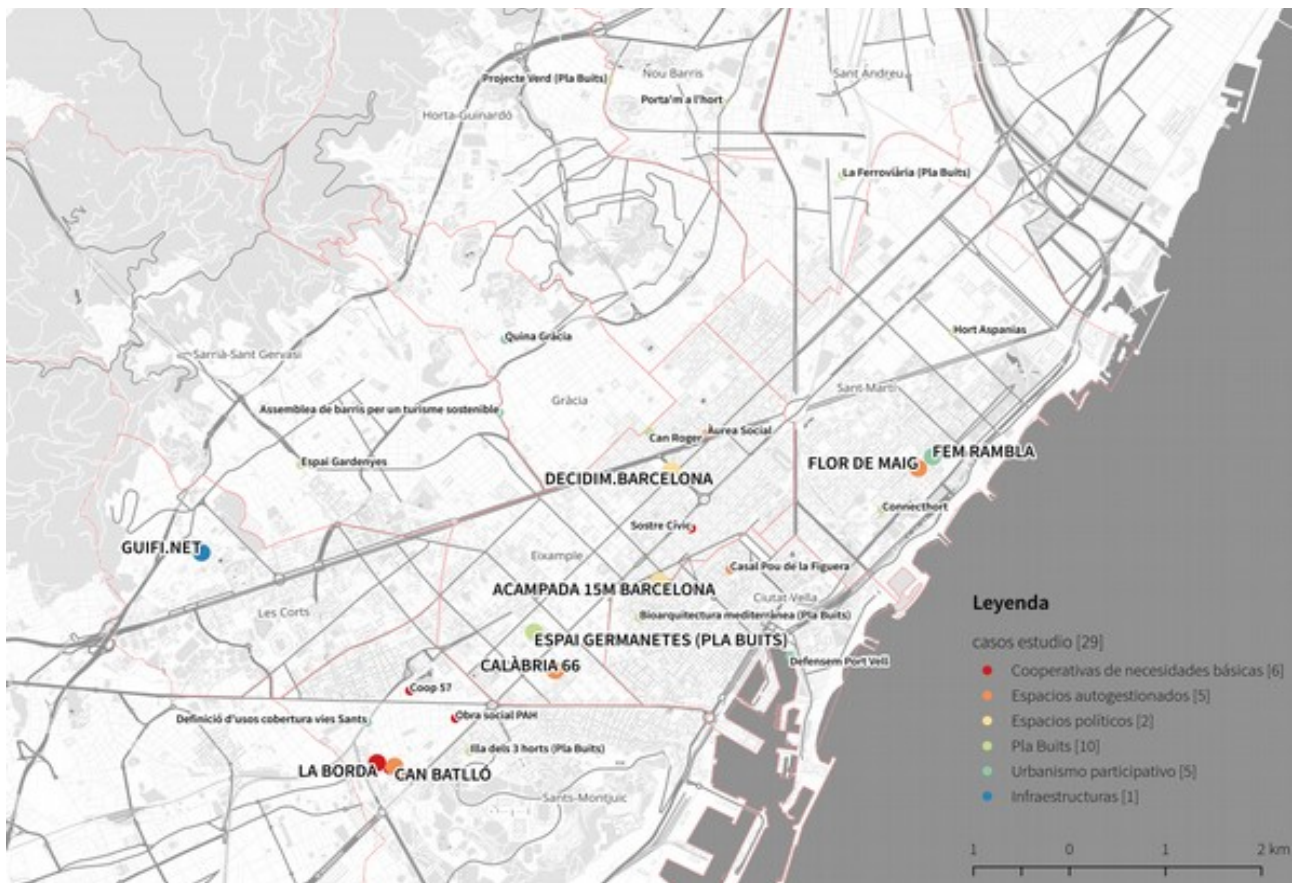 Projecte Verd (Pla Buits)
Nou Barris
Sant Andreu
Porta'm a l'hort
Horta-Guinardó
La Ferroviària (Pla Buits)
Quina Gràcia
Hort Aspanias
Sarrià-Sant Gervasi
Sant Martí
Gràcia
Assemblea de barris per un turisme sostenible
Can Roger
Àurea Social
Espai Gardenyes
DECIDIM.BARCELONA
FLOR DE MAIG
FEM RAMBLA
Connecthort
Sostre Cívic
GUIFI.NET
Eixample
Casal Pou de la Figuera
ACAMPADA 15M BARCELONA
Ciutat Vella
Les Corts
Bioarquitectura mediterrànea (Pla Buits)
ESPAI GERMANETES (PLA BUITS)
Defensem Port Vell
CALÀBRIA 66
Coop 57
Definició d'usos cobertura vies Sants
Obra social PAH
Illa dels 3 horts (Pla Buits)
LA BORDA
CAN BATLLÓ
Sants-Montjuïc
Leyenda
casos estudio [29]
Cooperativas de necesidades básicas [6]
Espacios autogestionados [5]
Espacios políticos [2]
Pla Buits [10]
Urbanismo participativo [5]
Infraestructuras [1]
1 0 1 2 km